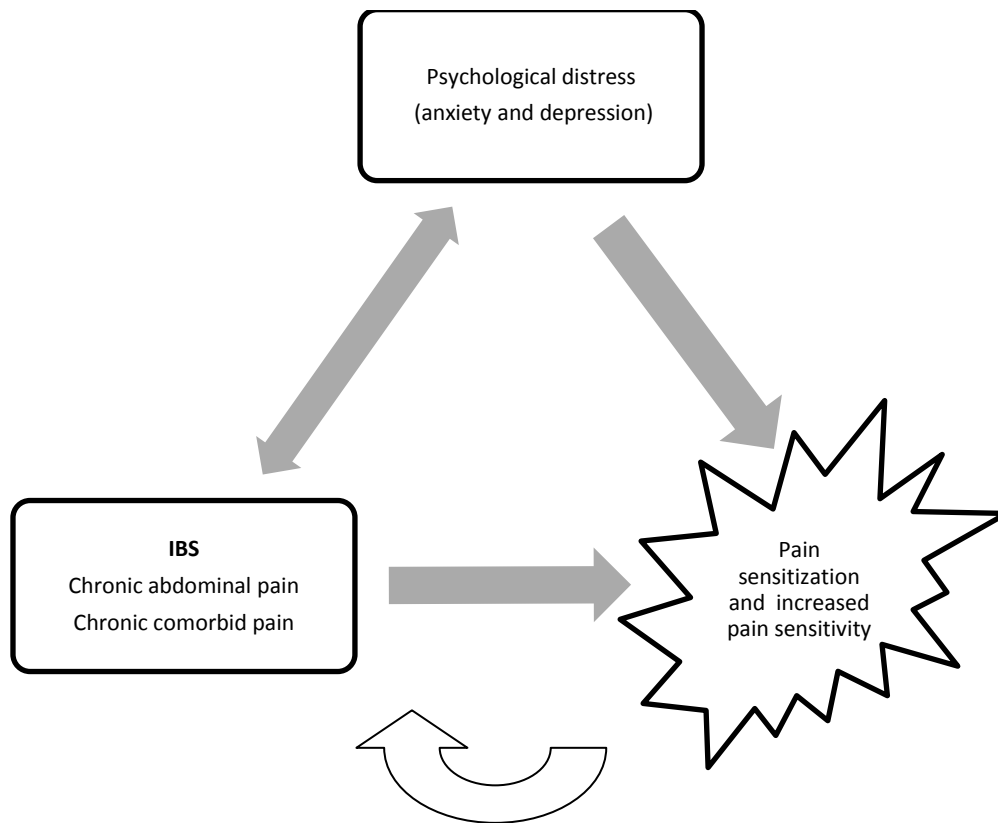 Psychological distress
(anxiety and depression)
IBS
Chronic abdominal pain
Chronic comorbid pain
Pain
sensitization
and  increased
pain sensitivity